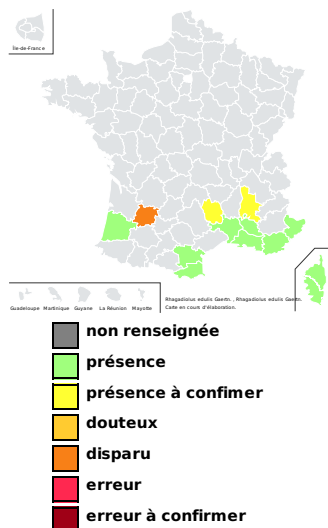 Île-de-France
Guadeloupe Martinique Guyane La Réunion Mayotte
Rhagadiolus edulis Gaertn. , Rhagadiolus edulis Gaertn.
Carte en cours d'élaboration.
non renseignée
présence
présence à confimer
douteux
disparu
erreur
erreur à confirmer